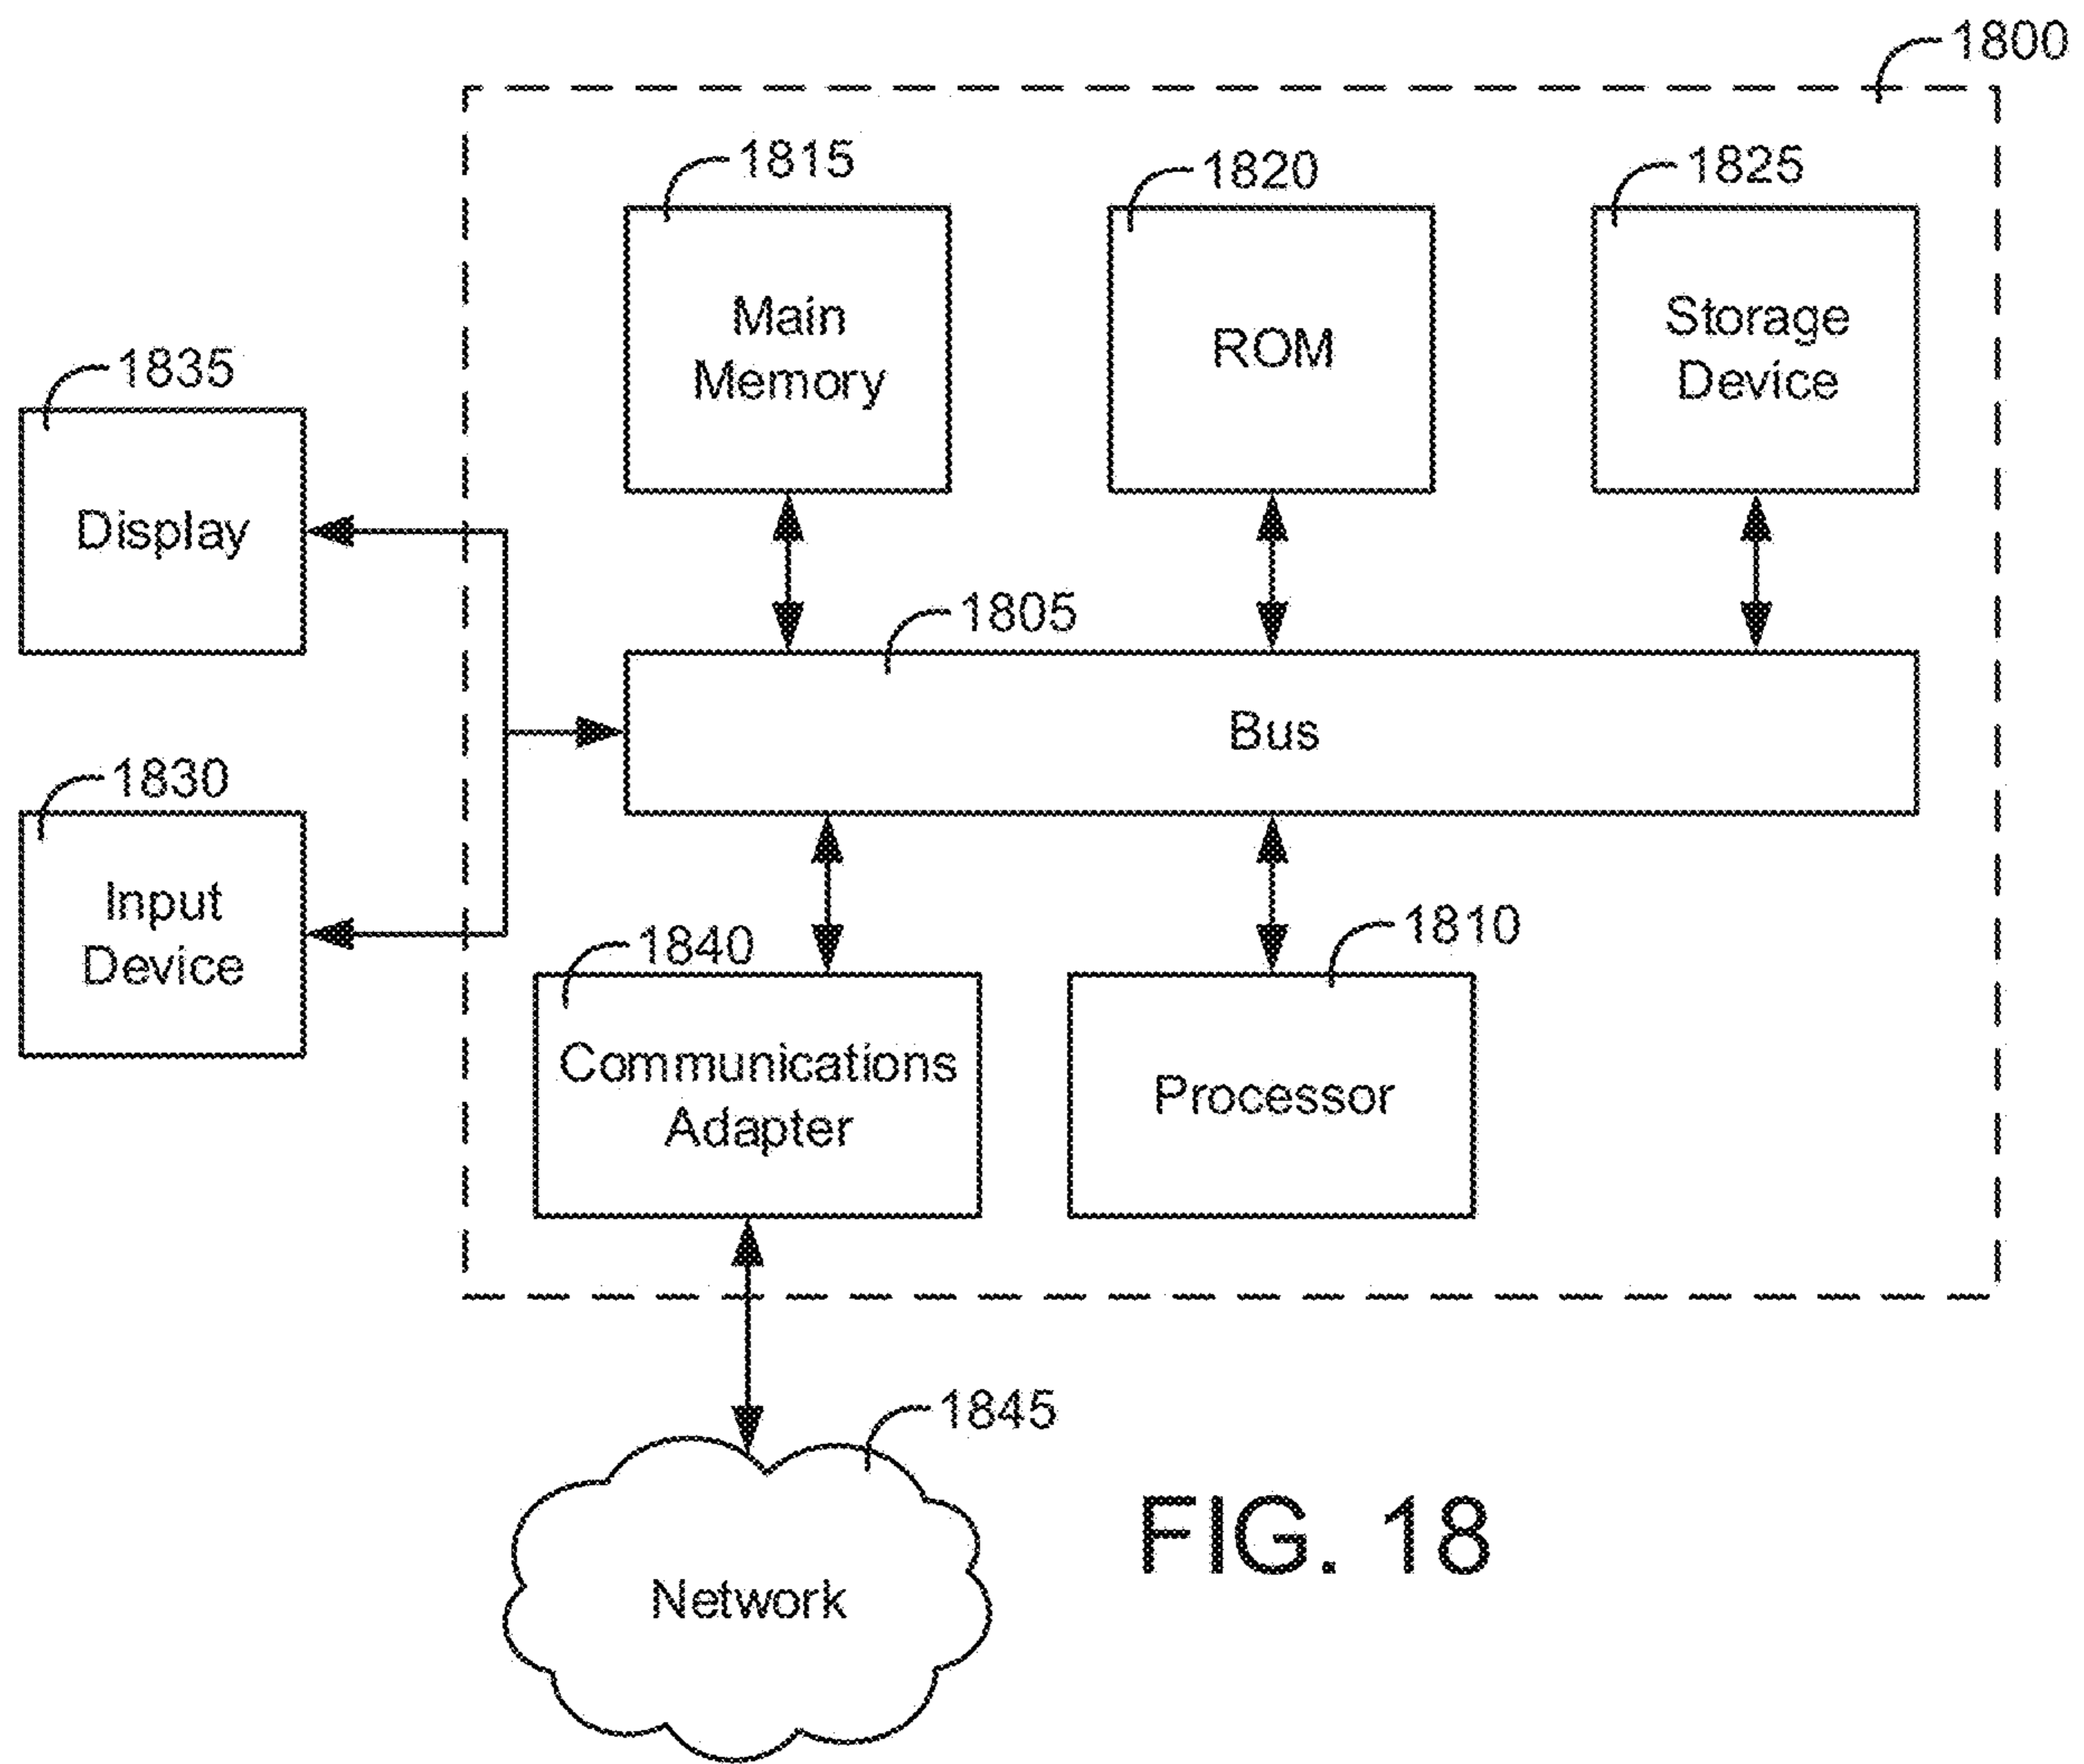 1800
1815
1820
1825
Main
Memory
ROM
Storage
Device
1835
Display
1805
Bus
1830
Input
Device
1840
1810
Communications
Adapter
Processor
1845
Network
FIG. 18